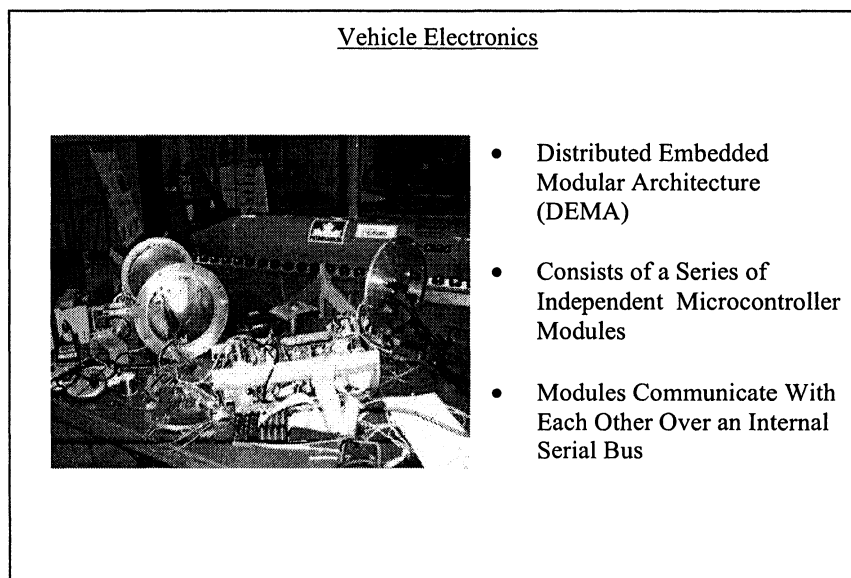 Vehicle Electronics
• Distributed Embedded
Modular Architecture
(DEMA)
• Consists of a Series of
Independent Microcontroller
Modules
• Modules Communicate With
Each Other Over an Internal
Serial Bus